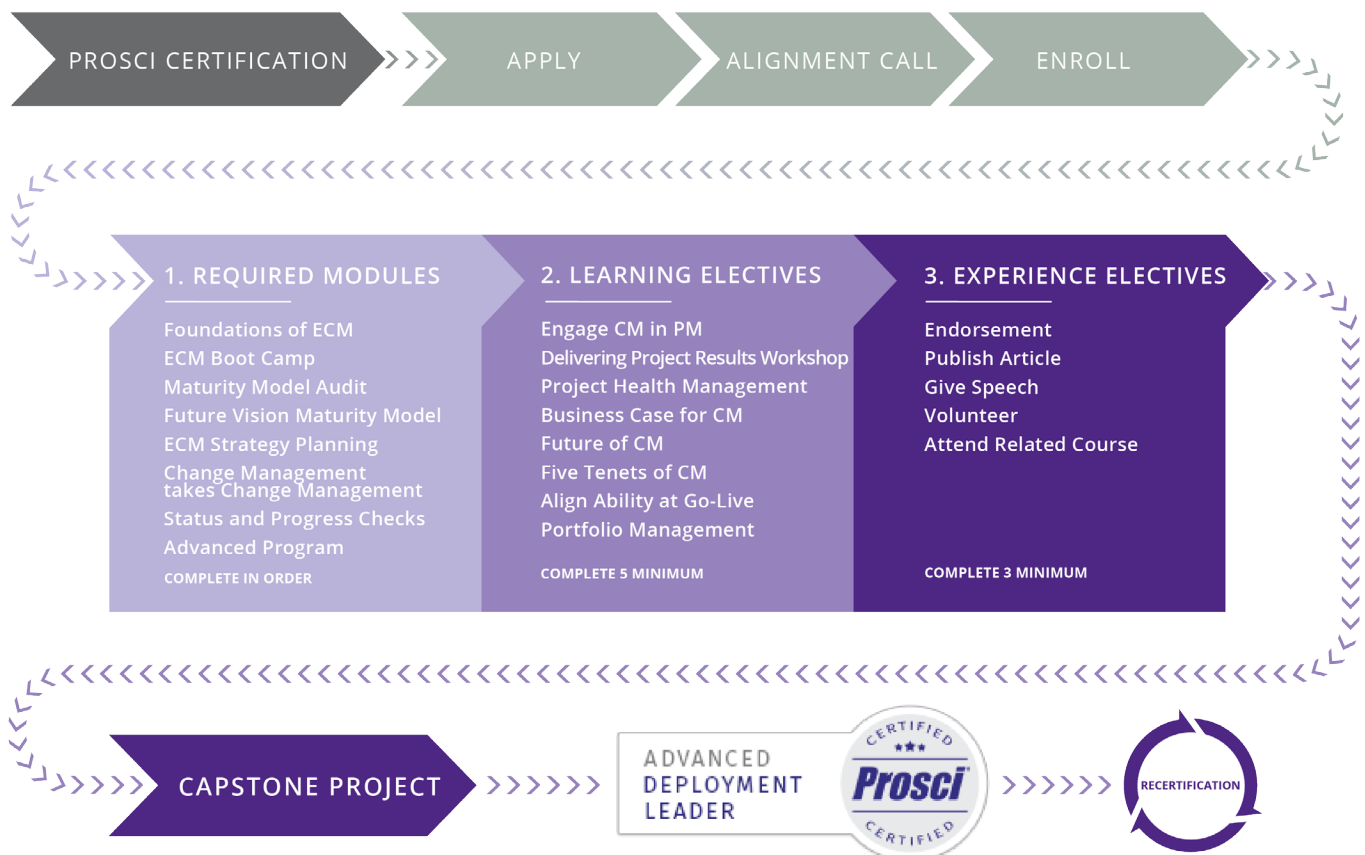 PROSCI CERTIFICATION
APPLY
ALIGNMENT CALL
ENROLL
1. REQUIRED MODULES
Foundations of ECM
ECM Boot Camp
Maturity Model Audit
Future Vision Maturity Model
ECM Strategy Planning
Change Management
takes Change Management
Status and Progress Checks
Advanced Program
COMPLETE IN ORDER
2. LEARNING ELECTIVES
Engage CM in PM
Delivering Project Results Workshop
Project Health Management
Business Case for CM
Future of CM
Five Tenets of CM
Align Ability at Go-Live
Portfolio Management
COMPLETE 5 MINIMUM
3. EXPERIENCE ELECTIVES
Endorsement
Publish Article
Give Speech
Volunteer
Attend Related Course
COMPLETE 3 MINIMUM
CAPSTONE PROJECT
ADVANCED
DEPLOYMENT
LEADER
CERTIFIED
Prosci
CERTIFIED
RECERTIFICATION